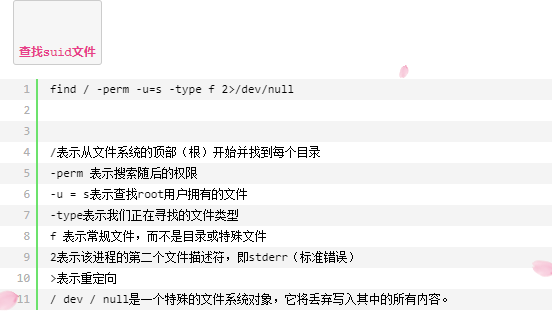 查找suid文件
1 find / -perm -u=s -type f 2>/dev/null
2
3
4 /表示从文件系统的顶部（根）开始并找到每个目录
5 -perm 表示搜索随后的权限
6 -u = s表示查找root用户拥有的文件
7 -type表示我们正在寻找的文件类型
8 f 表示常规文件，而不是目录或特殊文件
9 2表示该进程的第二个文件描述符，即stderr（标准错误）
10 >表示重定向
11 / dev / null是一个特殊的文件系统对象，它将丢弃写入其中的所有内容。